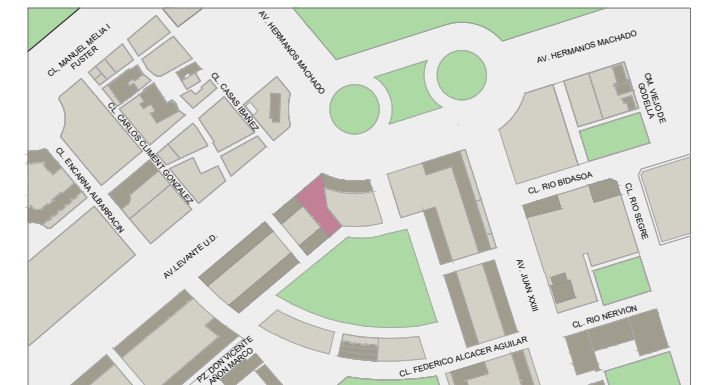 CL, MANUEL MELIA I
FUSTER
AV. HERMANOS MACHADO
AV. HERMANOS MACHADO
CL. CASAS IBAÑEZ
CM. VIEJO DE
GODELLA
CL. CARLOS CLIMENT GONZALEZ
CL. ENCARNA ALBARRACIN
CL. RIO BIDASOA
CL. RIO SEGRE
AV.LEVANTE U.D.
AV. JUAN XXIII
CL. RIO NERVION
PZ. DON VICENTE
AÑON MARCO
CL. FEDERICO ALCACER AGUILAR